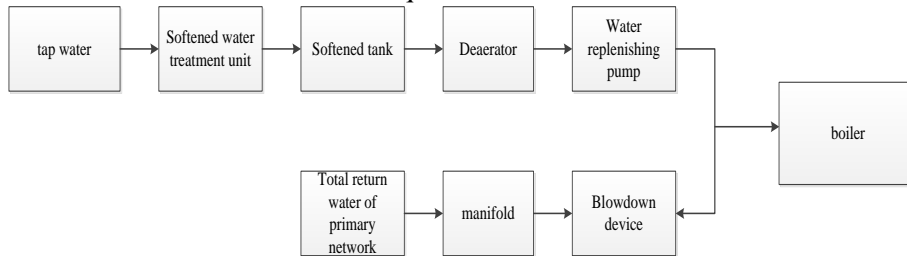 tap water
Softened water
treatment unit
Softened tank
Deaerator
Water
replenishing
pump
boiler
Total return
water of
primary
network
manifold
Blowdown
device